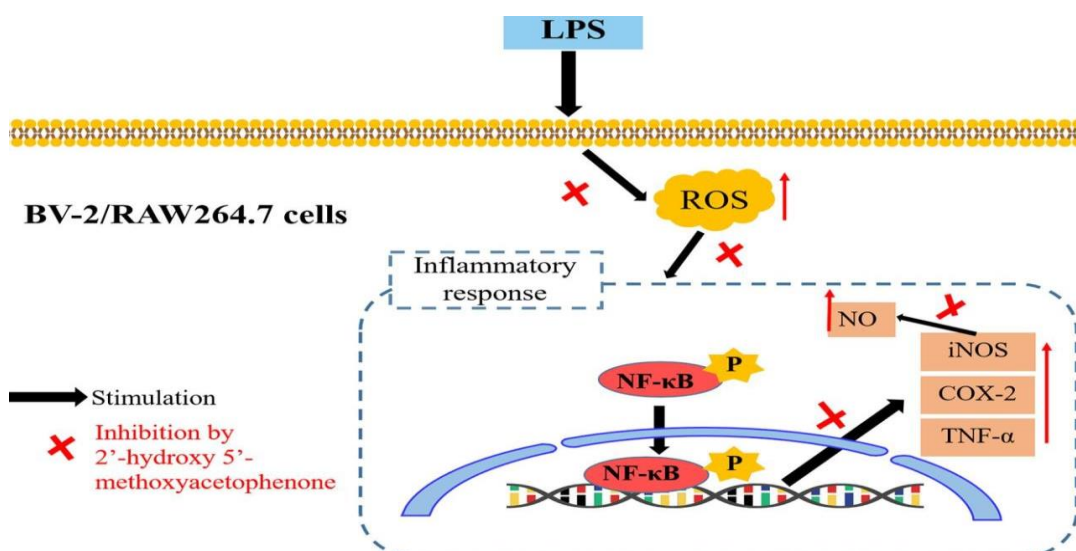 LPS
ROS
BV-2/RAW264.7 cells
Inflammatory
response
NO
iNOS
COX-2
TNF-α
NF-κB
P
NF-κB
P
Stimulation
Inhibition by
2'-hydroxy 5'-
methoxyacetophenone